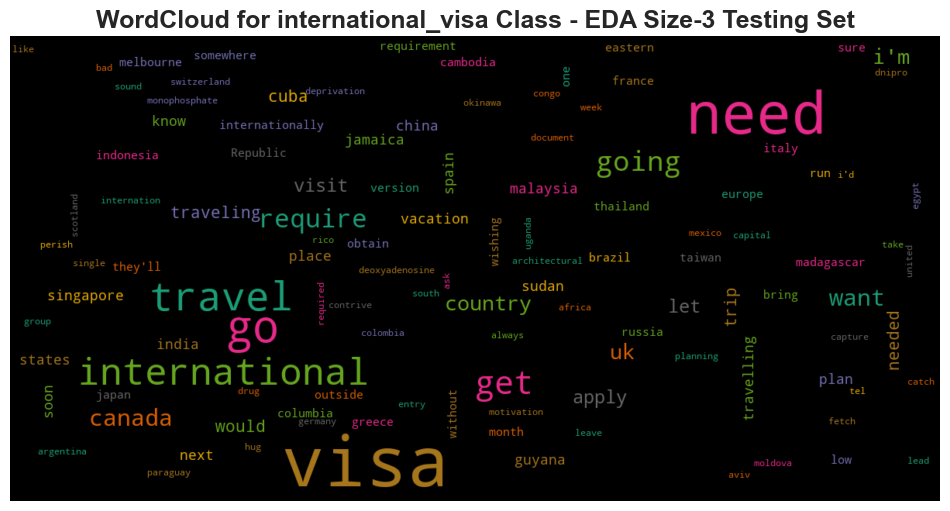 WordCloud for international_visa Class - EDA Size-3 Testing Set
like
melbourne
somewhere
requirement
cambodia
eastern
sure
i'm
bad
sound
switzerland
monophosphate
cuba
deprivation
okinawa
congo
one
france
week
dnipro
need
know
internationally
china
jamaica
document
italy
indonesia
Republic
spain
going
visit
version
malaysia
run
i'd
scotland
internation
traveling
require
vacation
thailand
europe
egypt
perish
rico
obtain
wishing
uganda
mexico
capital
take
single
they'll
place
deoxyadenosine
architectural
brazil
taiwan
madagascar
united
singapore
travel
required
contrive
south
ask
country
sudan
africa
let
trip
bring
want
group
go
colombia
always
russia
needed
capture
states
india
international
uk
planning
travelling
soon
japan
drug
outside
entry
get
motivation
apply
plan
tel
catch
canada
would
columbia
germany
greece
without
month
leave
fetch
argentina
paraguay
next
hug
visa
guyana
aviv
moldova
low
lead